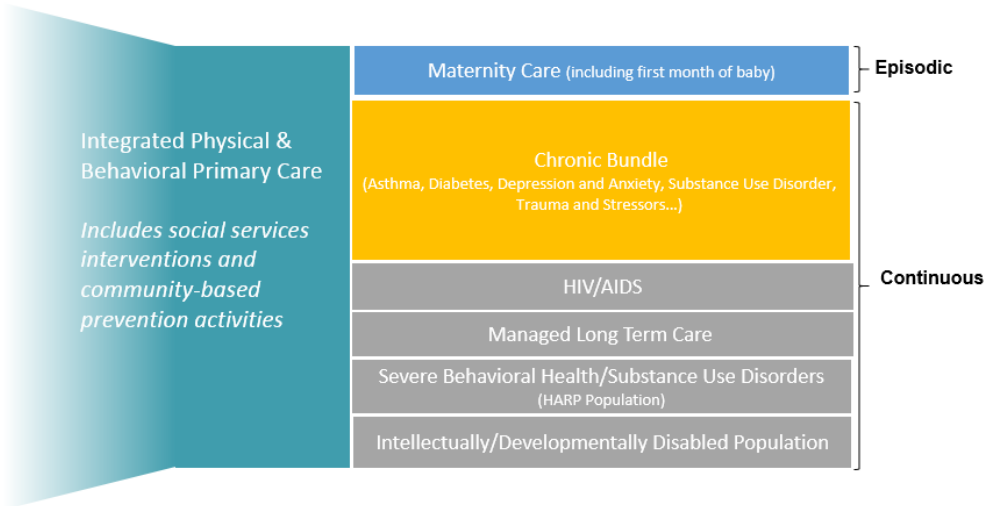 Integrated Physical &
Behavioral Primary Care
Includes social services
interventions and
community-based
prevention activities
Maternity Care (including first month of baby)
Episodic
Chronic Bundle
(Asthma, Diabetes, Depression and Anxiety, Substance Use Disorder,
Trauma and Stressors...)
HIV/AIDS
Managed Long Term Care
Severe Behavioral Health/Substance Use Disorders
(HARP Population)
Intellectually/Developmentally Disabled Population
Continuous